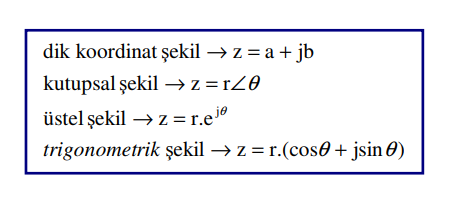 dik koordinat şekil → z = a + jb
kutupsal şekil → z = r∠θ
üstel şekil → z = r.e^jθ
trigonometrik şekil → z = r.(cosθ + jsinθ)